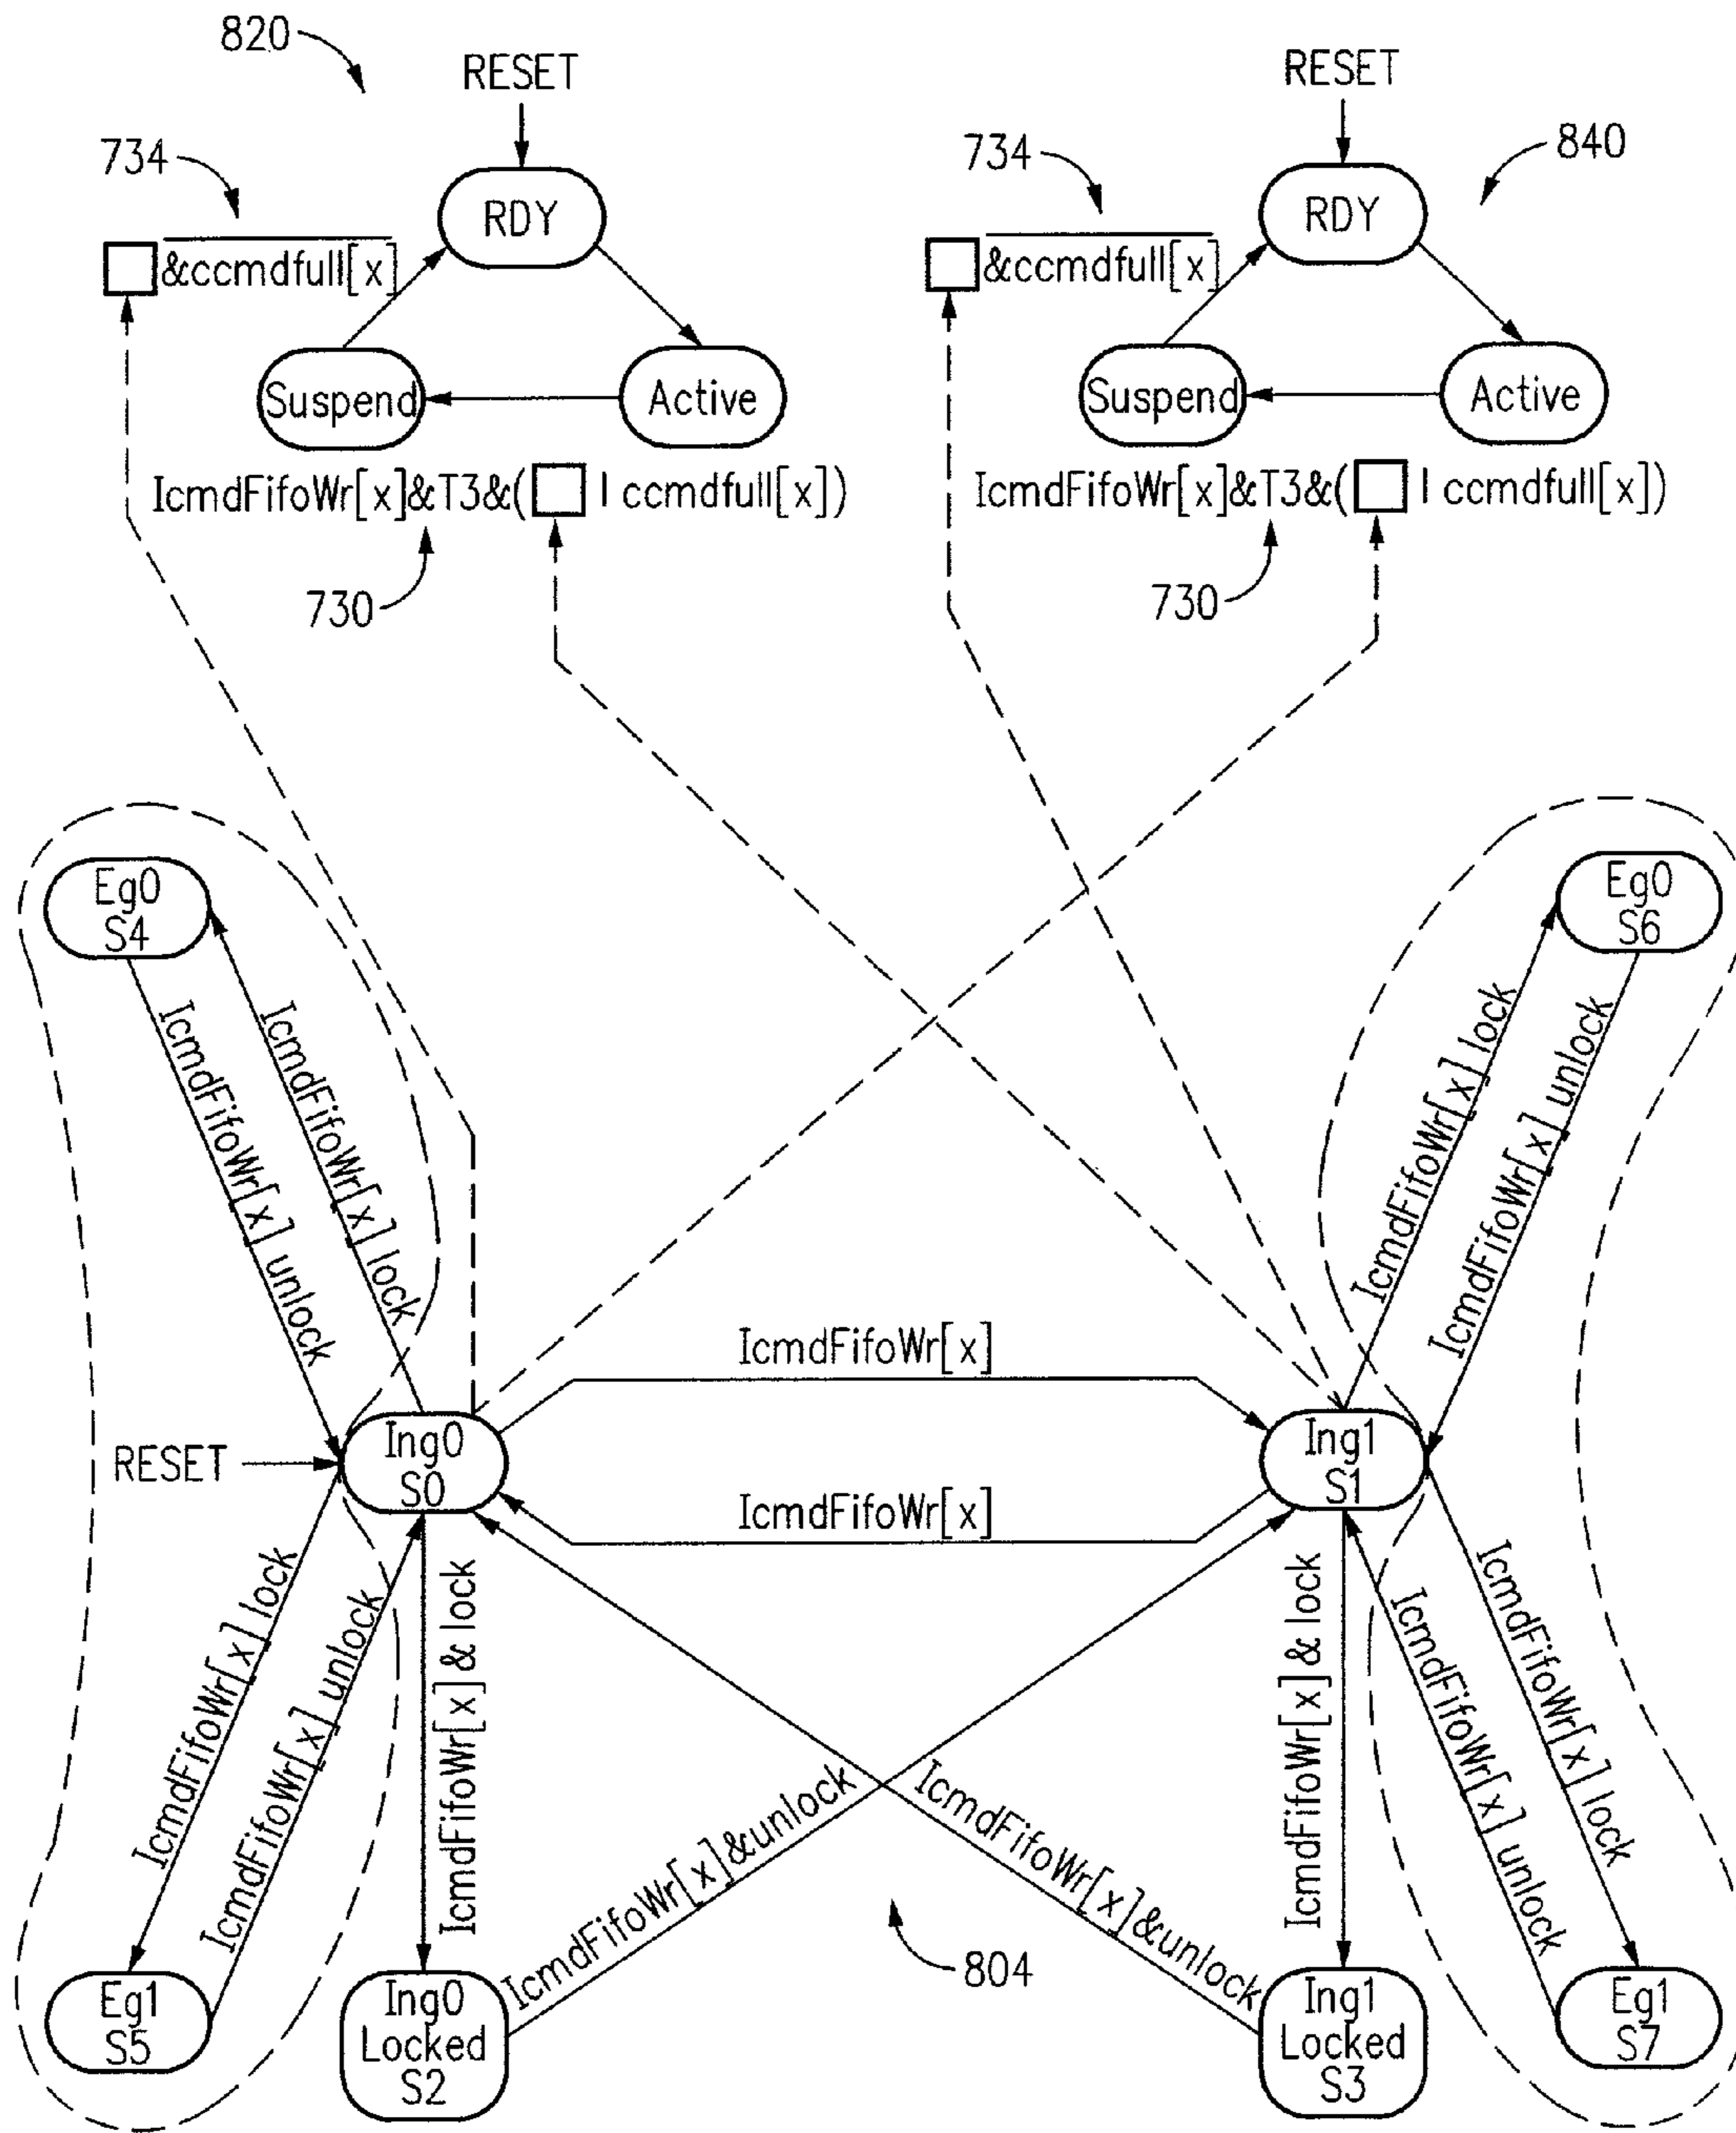 820
RESET
RESET
734
734
840
RDY
RDY
&ccmdfull[x]
&ccmdfull[x]
Suspend
Active
Suspend
Active
IcmdFifoWr[x]&T3&( | ccmdfull[x])
IcmdFifoWr[x]&T3&( | ccmdfull[x])
730
730
Eg0
S4
Eg0
S6
IcmdFifoWr[x] unlock
IcmdFifoWr[x] lock
IcmdFifoWr[x] lock
IcmdFifoWr[x] unlock
IcmdFifoWr[x]
RESET
Ing0
S0
Ing1
S1
IcmdFifoWr[x]
IcmdFifoWr[x] lock
IcmdFifoWr[x] unlock
IcmdFifoWr[x] & lock
IcmdFifoWr[x]&unlock
IcmdFifoWr[x]&unlock
IcmdFifoWr[x] & lock
IcmdFifoWr[x] unlock
IcmdFifoWr[x] lock
804
Eg1
S5
Ing0
Locked
S2
Ing1
Locked
S3
Eg1
S7